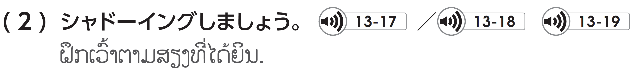 (2) シャドーイングしましょう。 13-17 ／ 13-18 13-19
ຝຶກເວົ້າຕາມສຽງທີ່ໄດ້ຍິນ.